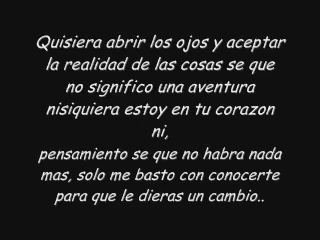 Quisiera abrir los ojos y aceptar
la realidad de las cosas se que
no significo una aventura
nisiquiera estoy en tu corazon
ni,
pensamiento se que no habra nada
mas, solo me basto con conocerte
para que le dieras un cambio..